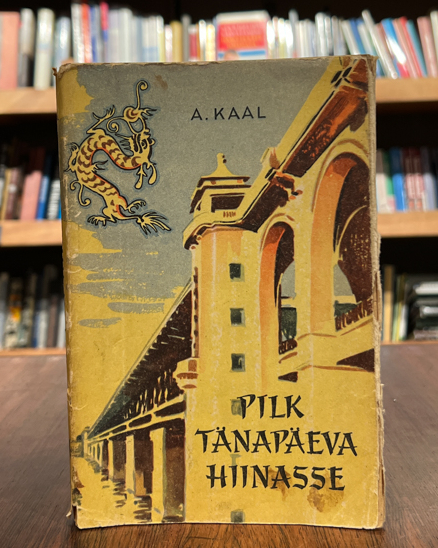 A. KAAL
PILK
TÄNAPÄEVA
HIINASSE